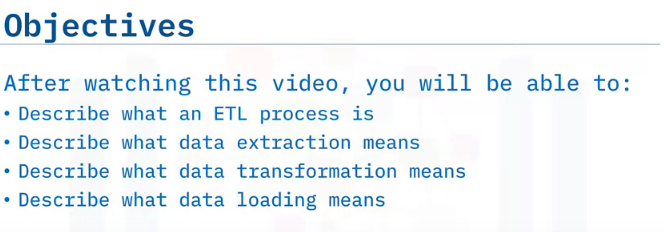 Objectives
After watching this video, you will be able to:
• Describe what an ETL process is
• Describe what data extraction means
• Describe what data transformation means
• Describe what data loading means